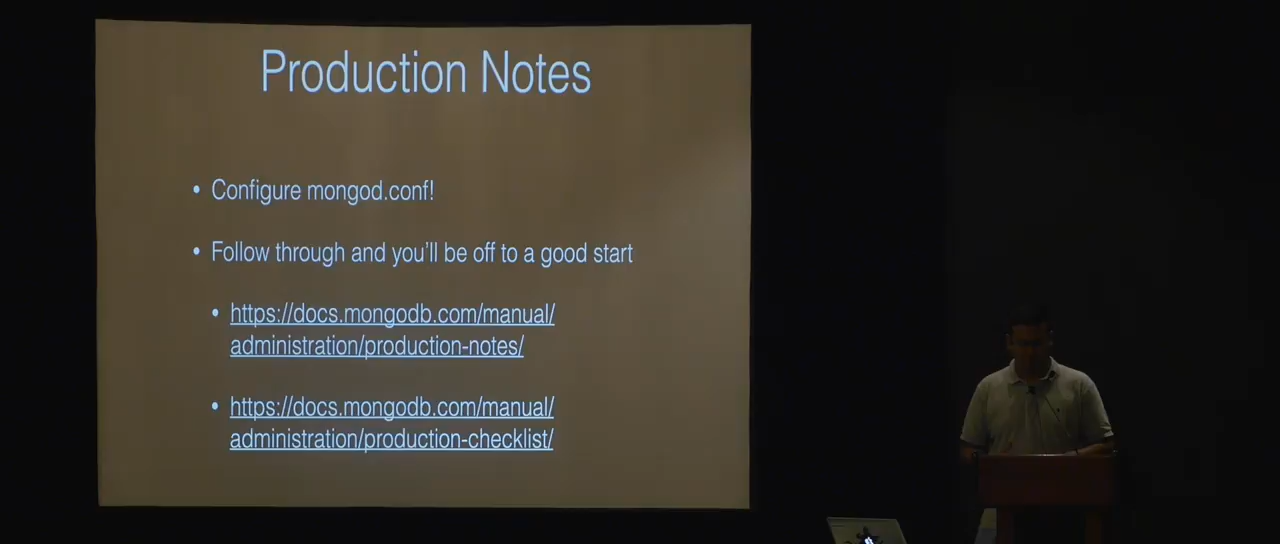 Production Notes
• Configure mongod.conf!
• Follow through and you'll be off to a good start
• https://docs.mongodb.com/manual/
administration/production-notes/
• https://docs.mongodb.com/manual/
administration/production-checklist/